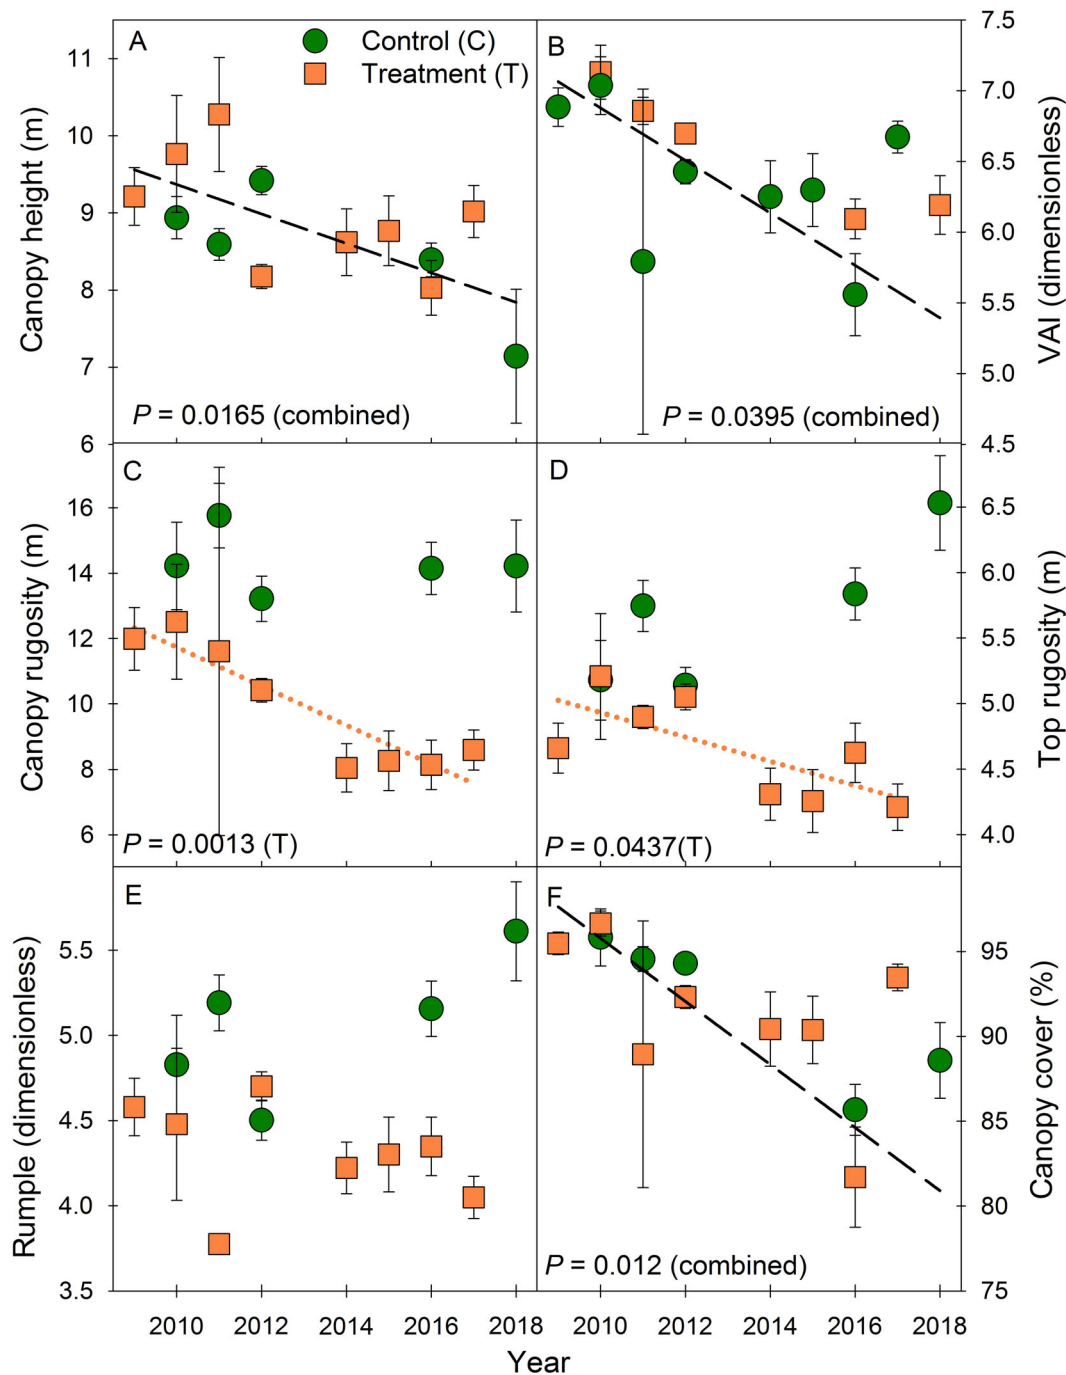 A
Control (C)
Treatment (T)
11
10
9
8
7
6
Canopy height (m)
P = 0.0165 (combined)
B
7.5
7.0
6.5
6.0
5.5
5.0
4.5
VAI (dimensionless)
P = 0.0395 (combined)
C
16
14
12
10
8
6
Canopy rugosity (m)
P = 0.0013 (T)
D
6.5
6.0
5.5
5.0
4.5
4.0
Top rugosity (m)
P = 0.0437(T)
E
5.5
5.0
4.5
4.0
3.5
Rumple (dimensionless)
F
95
90
85
80
75
Canopy cover (%)
P = 0.012 (combined)
2010 2012 2014 2016 2018
2010 2012 2014 2016 2018
Year